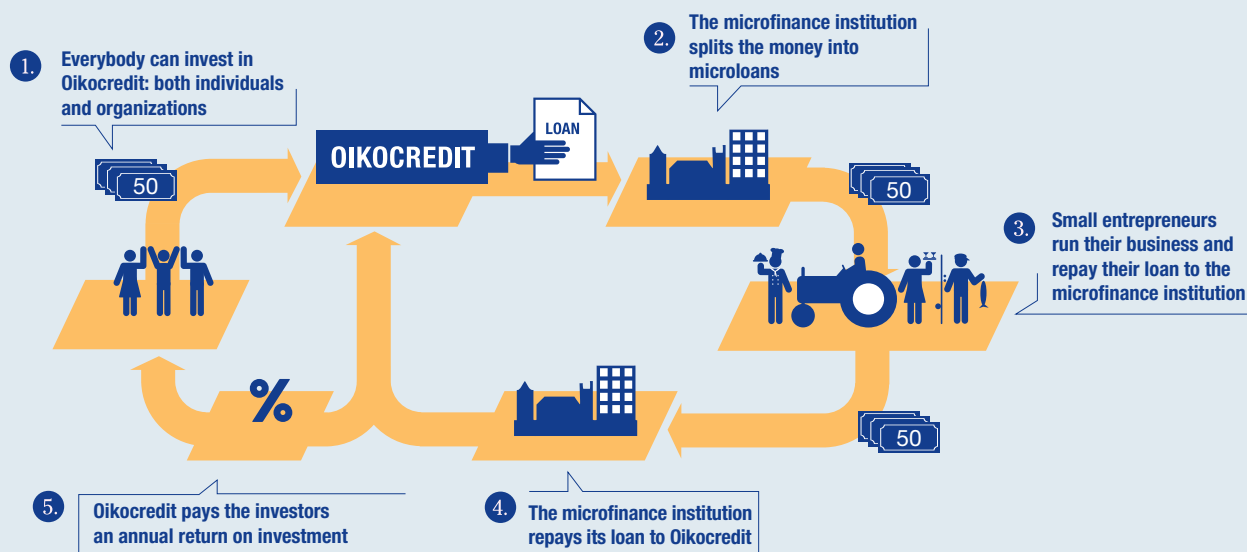 1.
Everybody can invest in
Oikocredit: both individuals
and organizations
50
OIKOCREDIT
LOAN
2.
The microfinance institution
splits the money into
microloans
50
3.
Small entrepreneurs
run their business and
repay their loan to the
microfinance institution
50
4.
The microfinance institution
repays its loan to Oikocredit
%
5.
Oikocredit pays the investors
an annual return on investment